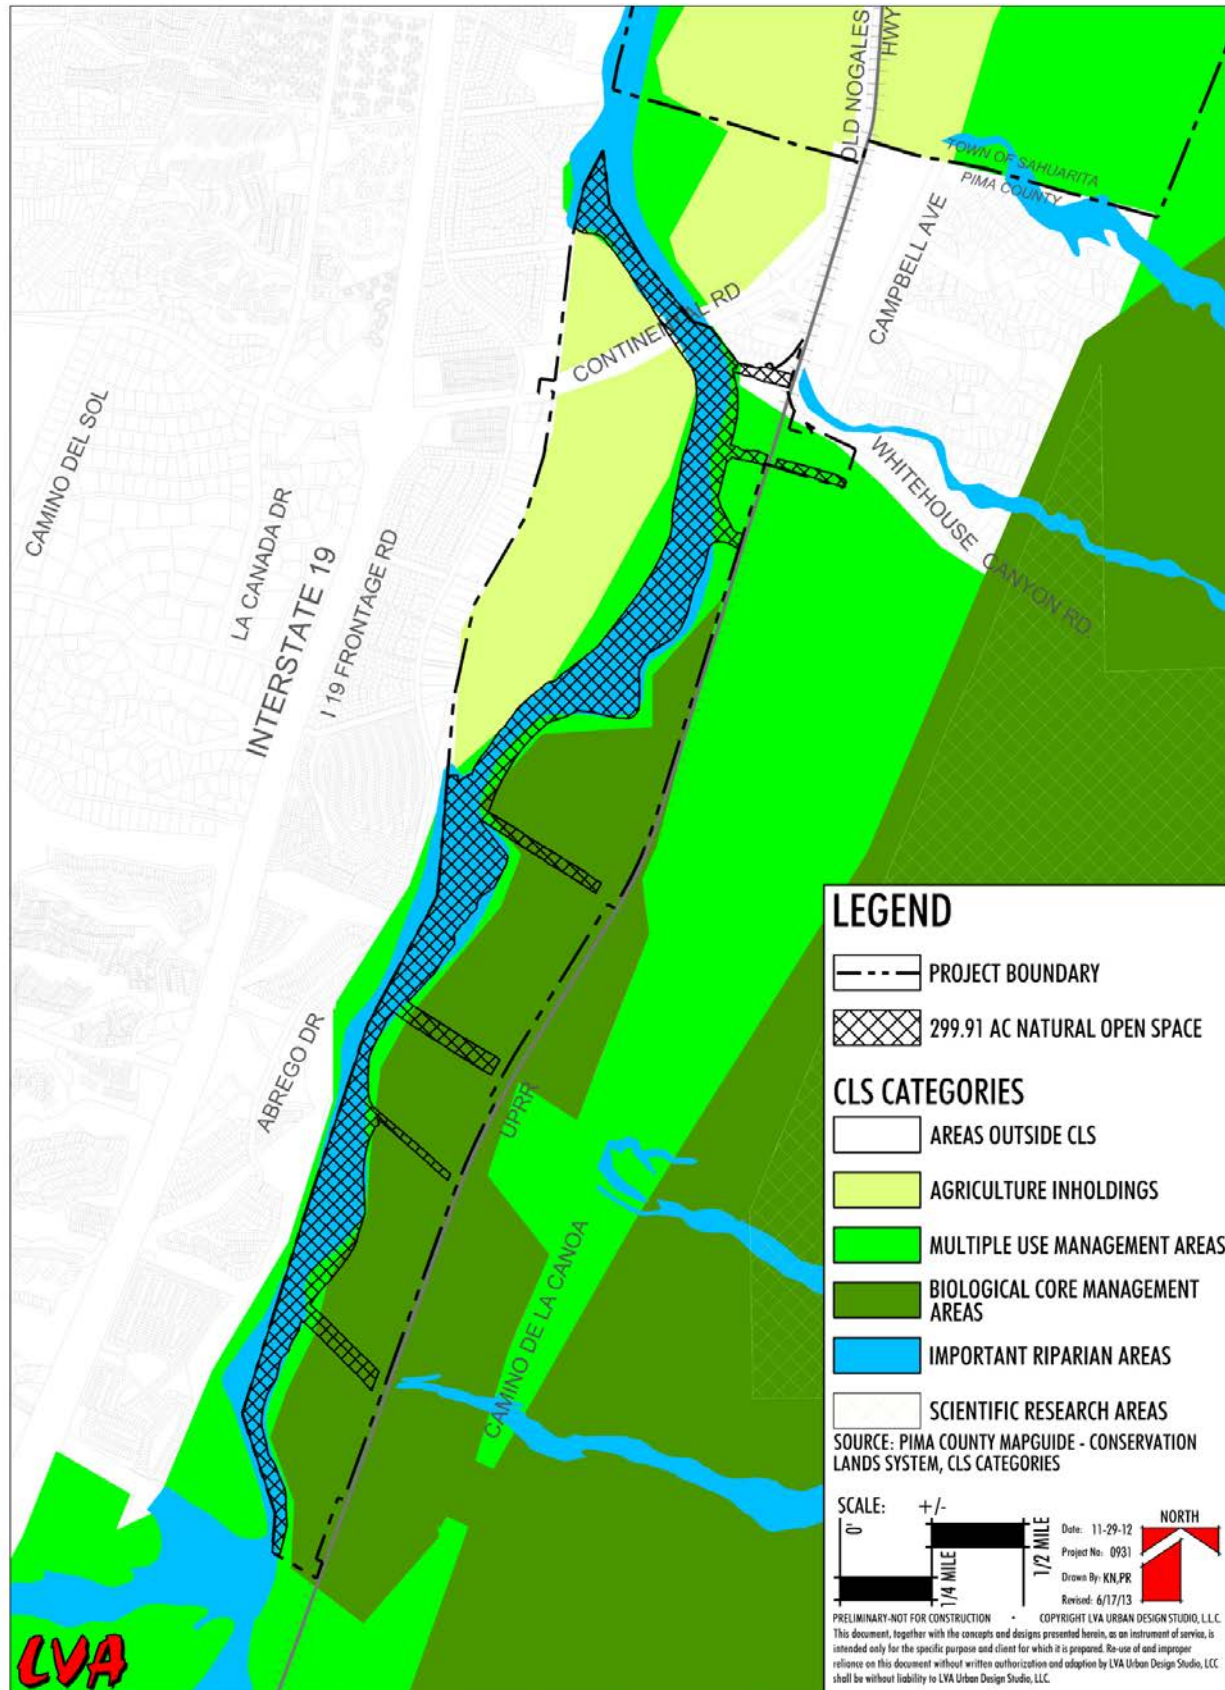 OLD NOGALES
HWY
TOWN OF SAHUARITA
PIMA COUNTY
CAMPBELL AVE
CONTINENTAL RD
CAMINO DEL SOL
LA CANADA DR
INTERSTATE 19
I 19 FRONTAGE RD
WHITEHOUSE CANYON RD
ABREGO DR
UPRR
CAMINO DE LA CANOA
LEGEND
PROJECT BOUNDARY
299.91 AC NATURAL OPEN SPACE
CLS CATEGORIES
AREAS OUTSIDE CLS
AGRICULTURE INHOLDINGS
MULTIPLE USE MANAGEMENT AREAS
BIOLOGICAL CORE MANAGEMENT
AREAS
IMPORTANT RIPARIAN AREAS
SCIENTIFIC RESEARCH AREAS
SOURCE: PIMA COUNTY MAPGUIDE - CONSERVATION
LANDS SYSTEM, CLS CATEGORIES
SCALE: +/-
0'
1/4 MILE
1/2 MILE
Date: 11-29-12
Project No: 0931
Drawn By: KN,PR
Revised: 6/17/13
NORTH
PRELIMINARY-NOT FOR CONSTRUCTION - COPYRIGHT LVA URBAN DESIGN STUDIO, L.L.C.
This document, together with the concepts and designs presented herein, as an instrument of service, is
intended only for the specific purpose and client for which it is prepared. Re-use of and improper
reliance on this document without written authorization and adaption by LVA Urban Design Studio, LCC
shall be without liability to LVA Urban Design Studio, LLC.
LVA